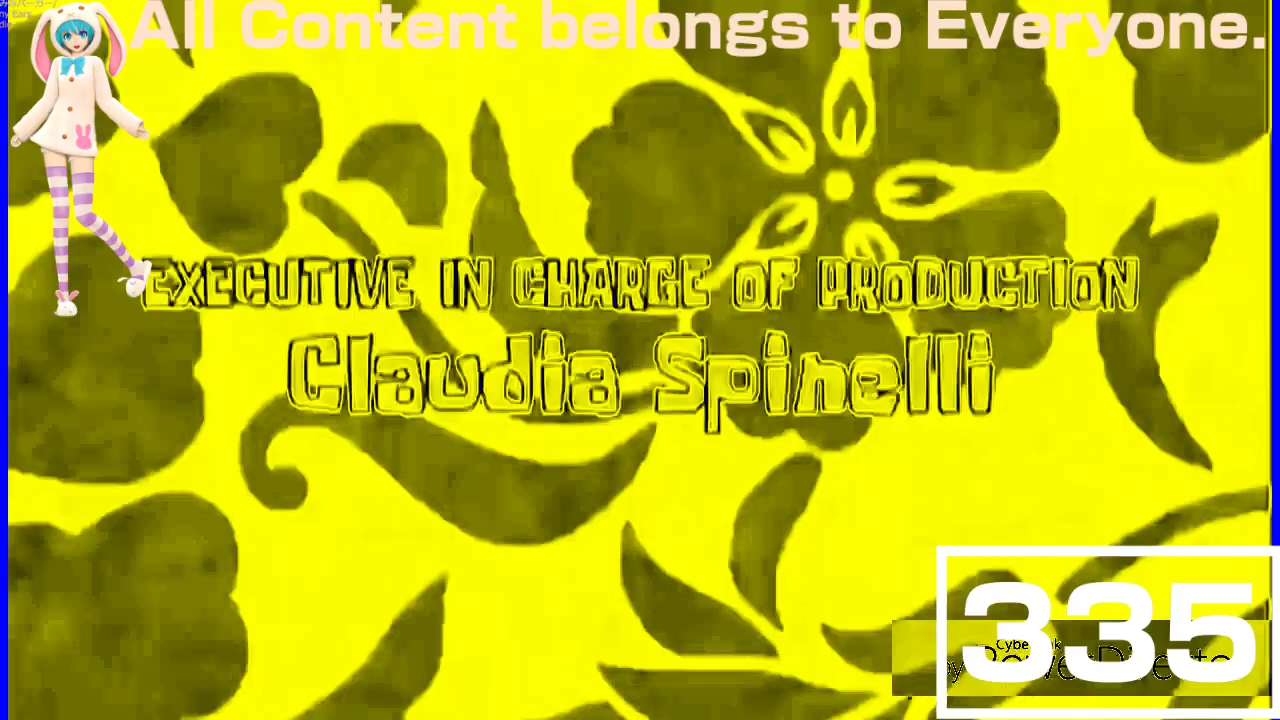 All Content belongs to Everyone.
EXECUTIVE IN CHARGE OF PRODUCTION
Claudia Spinelli
335